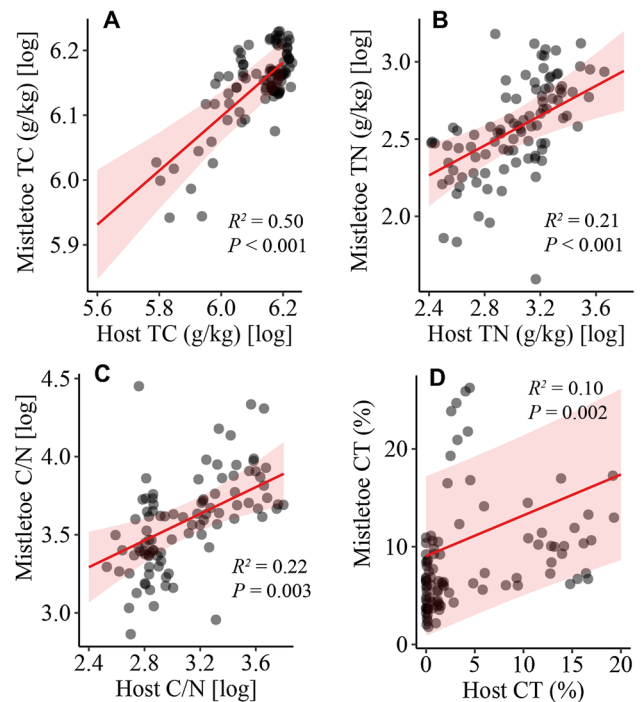 A
Mistletoe TC (g/kg) [log]
6.2
6.1
6.0
5.9
R² = 0.50
P < 0.001
5.6 5.8 6.0 6.2
Host TC (g/kg) [log]
B
Mistletoe TN (g/kg) [log]
3.0
2.5
2.0
R² = 0.21
P < 0.001
2.4 2.8 3.2 3.6
Host TN (g/kg) [log]
C
Mistletoe C/N [log]
4.5
4.0
3.5
3.0
R² = 0.22
P = 0.003
2.4 2.8 3.2 3.6
Host C/N [log]
D
Mistletoe CT (%)
20
10
0
R² = 0.10
P = 0.002
0 5 10 15 20
Host CT (%)